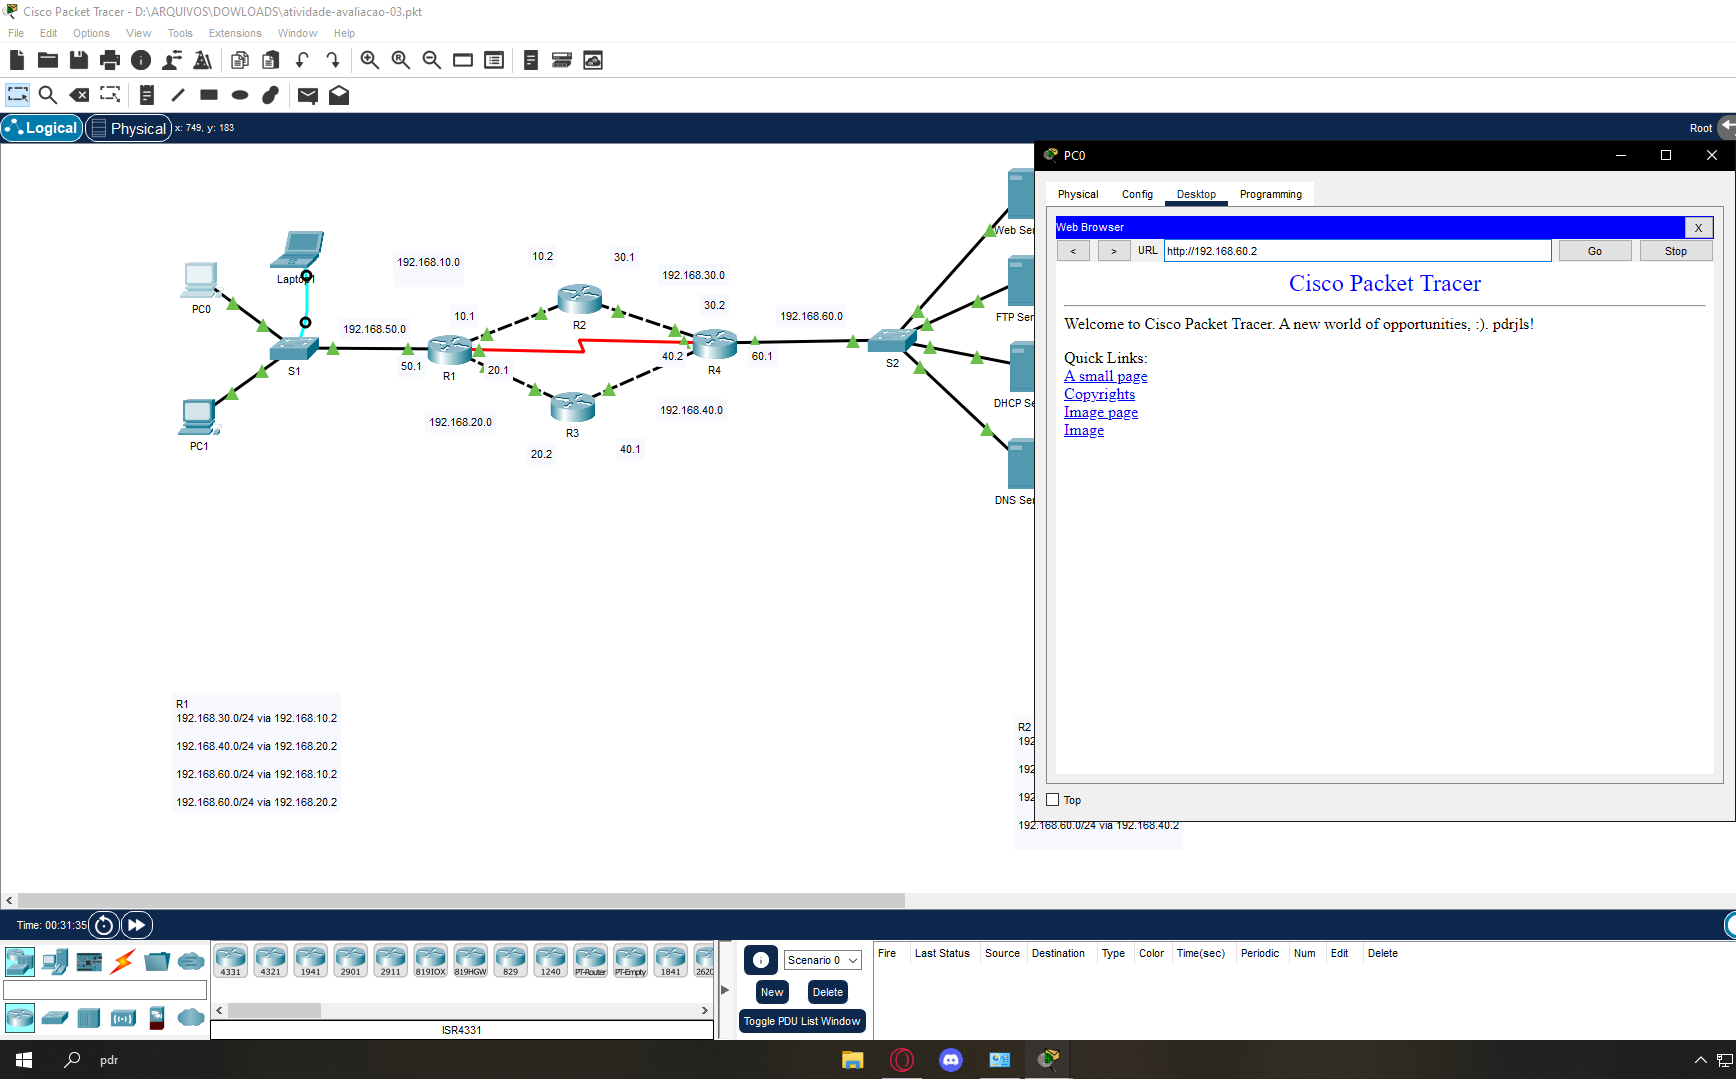 Cisco Packet Tracer - D:\ARQUIVOS\DOWLOADS\atividade-avaliacao-03.pkt
File Edit Options View Tools Extensions Window Help
Logical Physical x: 749, y: 183 Root
PC0
Physical Config Desktop Programming
Web Browser X
< > URL http://192.168.60.2 Go Stop
Cisco Packet Tracer
Welcome to Cisco Packet Tracer. A new world of opportunities, :). pdrjls!
Quick Links:
A small page
Copyrights
Image page
Image
Top
Laptop1
PC0
PC1
S1
192.168.50.0
50.1
R1
10.1
20.1
192.168.10.0
10.2
30.1
R2
192.168.30.0
30.2
192.168.20.0
R3
20.2
40.1
192.168.40.0
40.2
R4
60.1
192.168.60.0
S2
Web Ser
FTP Ser
DHCP Se
DNS Ser
R1
192.168.30.0/24 via 192.168.10.2
192.168.40.0/24 via 192.168.20.2
192.168.60.0/24 via 192.168.10.2
192.168.60.0/24 via 192.168.20.2
R2
192
192
192
192.168.60.0/24 via 192.168.40.2
Time: 00:31:35
4331 4321 1941 2901 2911 819IOX 819HGW 829 1240 PT-Router PT-Empty 1841 2620
ISR4331
Scenario 0
New Delete
Toggle PDU List Window
Fire Last Status Source Destination Type Color Time(sec) Periodic Num Edit Delete
pdr